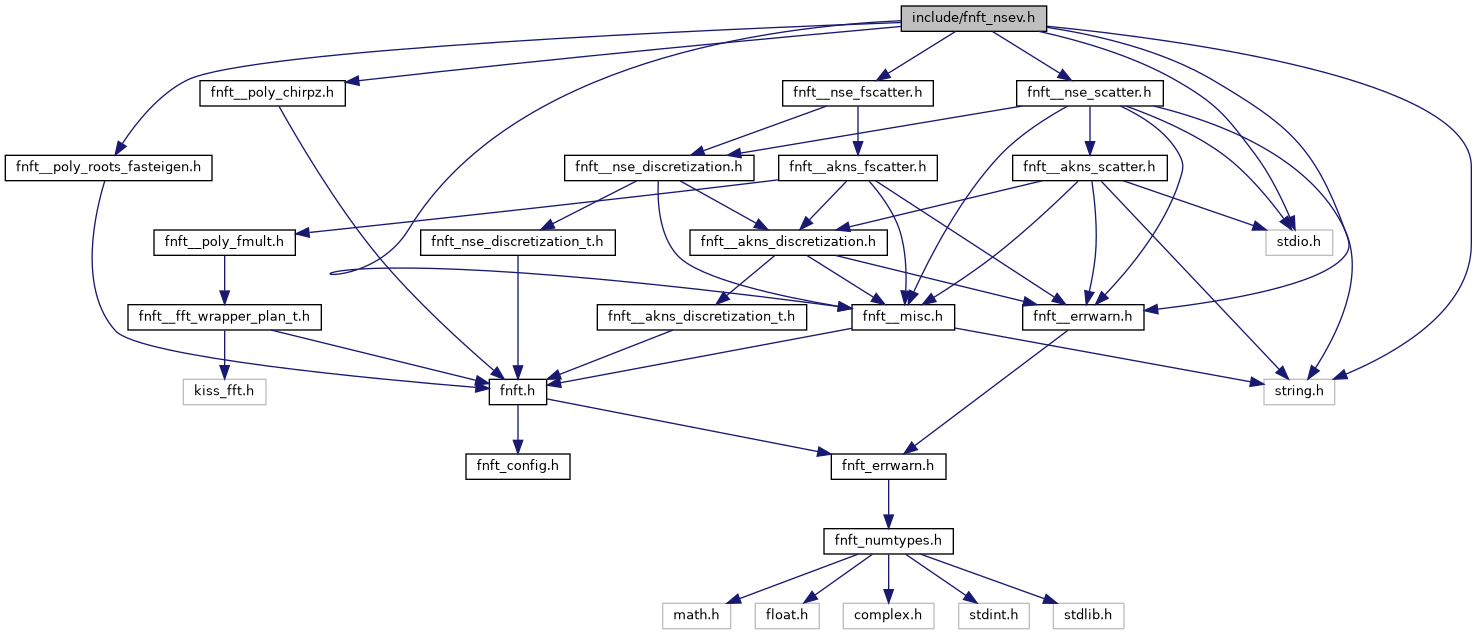 include/fnft_nsev.h
fnft__poly_chirpz.h
fnft__nse_fscatter.h
fnft__nse_scatter.h
fnft__poly_roots_fasteigen.h
fnft__nse_discretization.h
fnft__akns_fscatter.h
fnft__akns_scatter.h
fnft__poly_fmult.h
fnft_nse_discretization_t.h
fnft__akns_discretization.h
stdio.h
fnft__fft_wrapper_plan_t.h
fnft__akns_discretization_t.h
fnft__misc.h
fnft__errwarn.h
kiss_fft.h
fnft.h
string.h
fnft_config.h
fnft_errwarn.h
fnft_numtypes.h
math.h
float.h
complex.h
stdint.h
stdlib.h